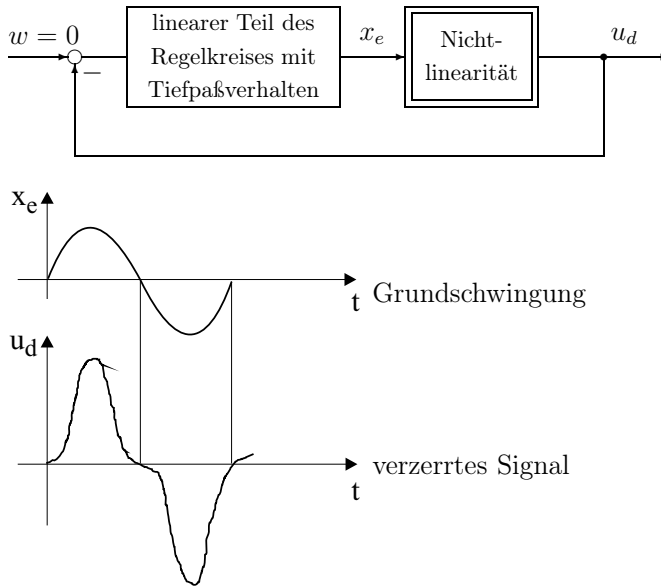 w = 0
−
linearer Teil des
Regelkreises mit
Tiefpaßverhalten
x_e
Nicht-
linearität
u_d
x_e
t
Grundschwingung
u_d
t
verzerrtes Signal